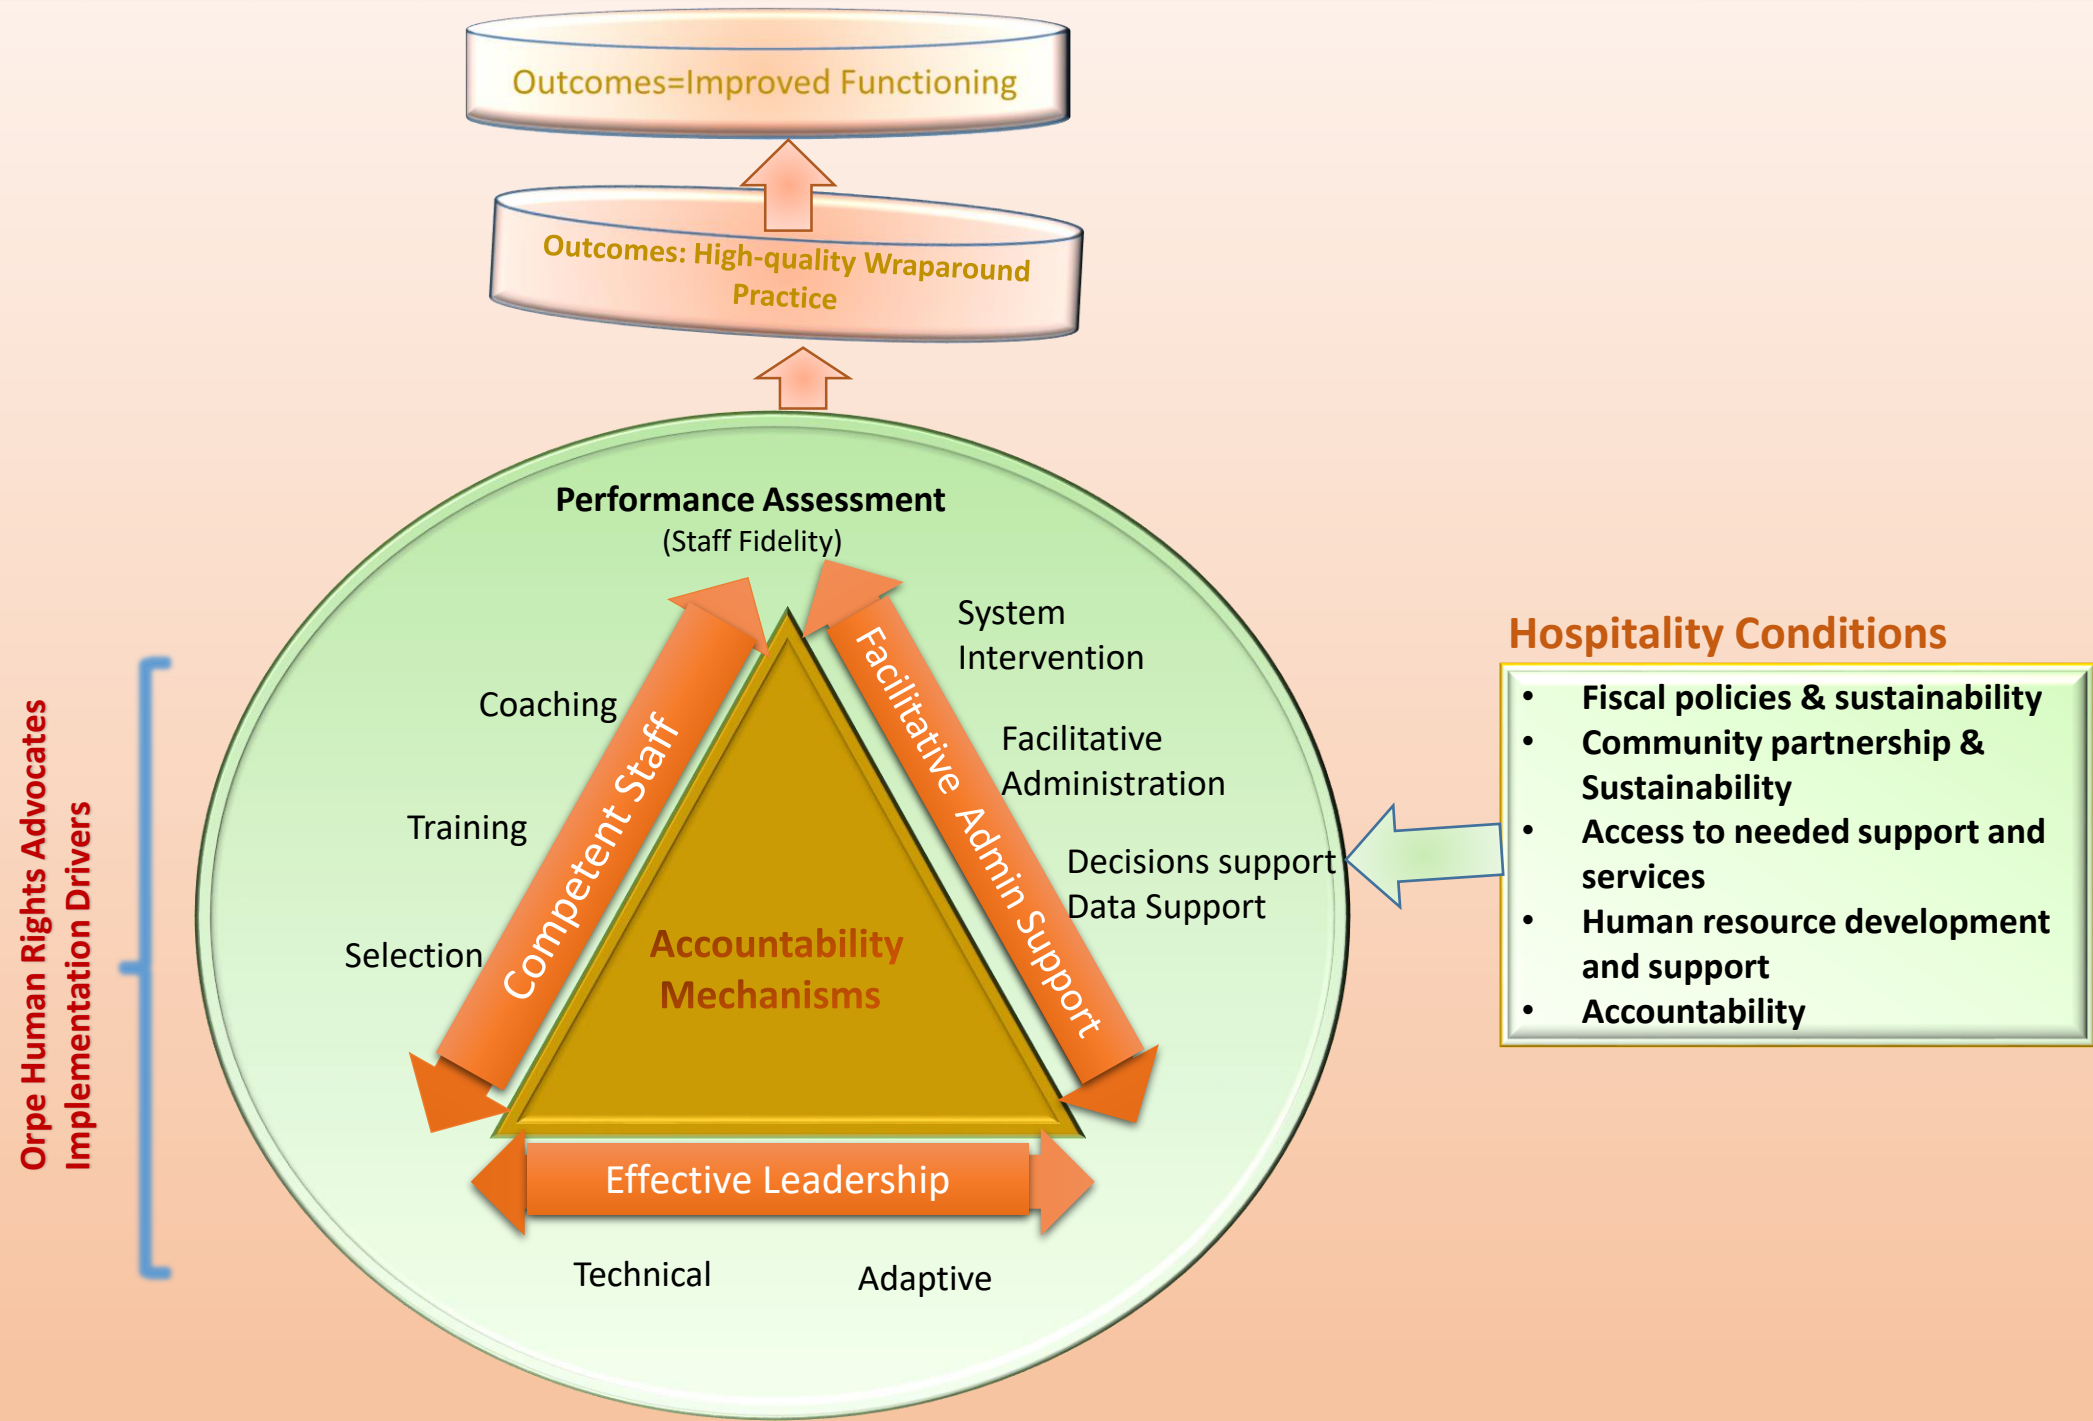 Outcomes=Improved Functioning
Outcomes: High-quality Wraparound
Practice
Performance Assessment
(Staff Fidelity)
System
Intervention
Coaching
Facilitative
Administration
Training
Decisions support
Data Support
Selection
Competent Staff
Facilitative Admin Support
Accountability
Mechanisms
Effective Leadership
Technical
Adaptive
Orpe Human Rights Advocates
Implementation Drivers
Hospitality Conditions
• Fiscal policies & sustainability
• Community partnership &
Sustainability
• Access to needed support and
services
• Human resource development
and support
• Accountability